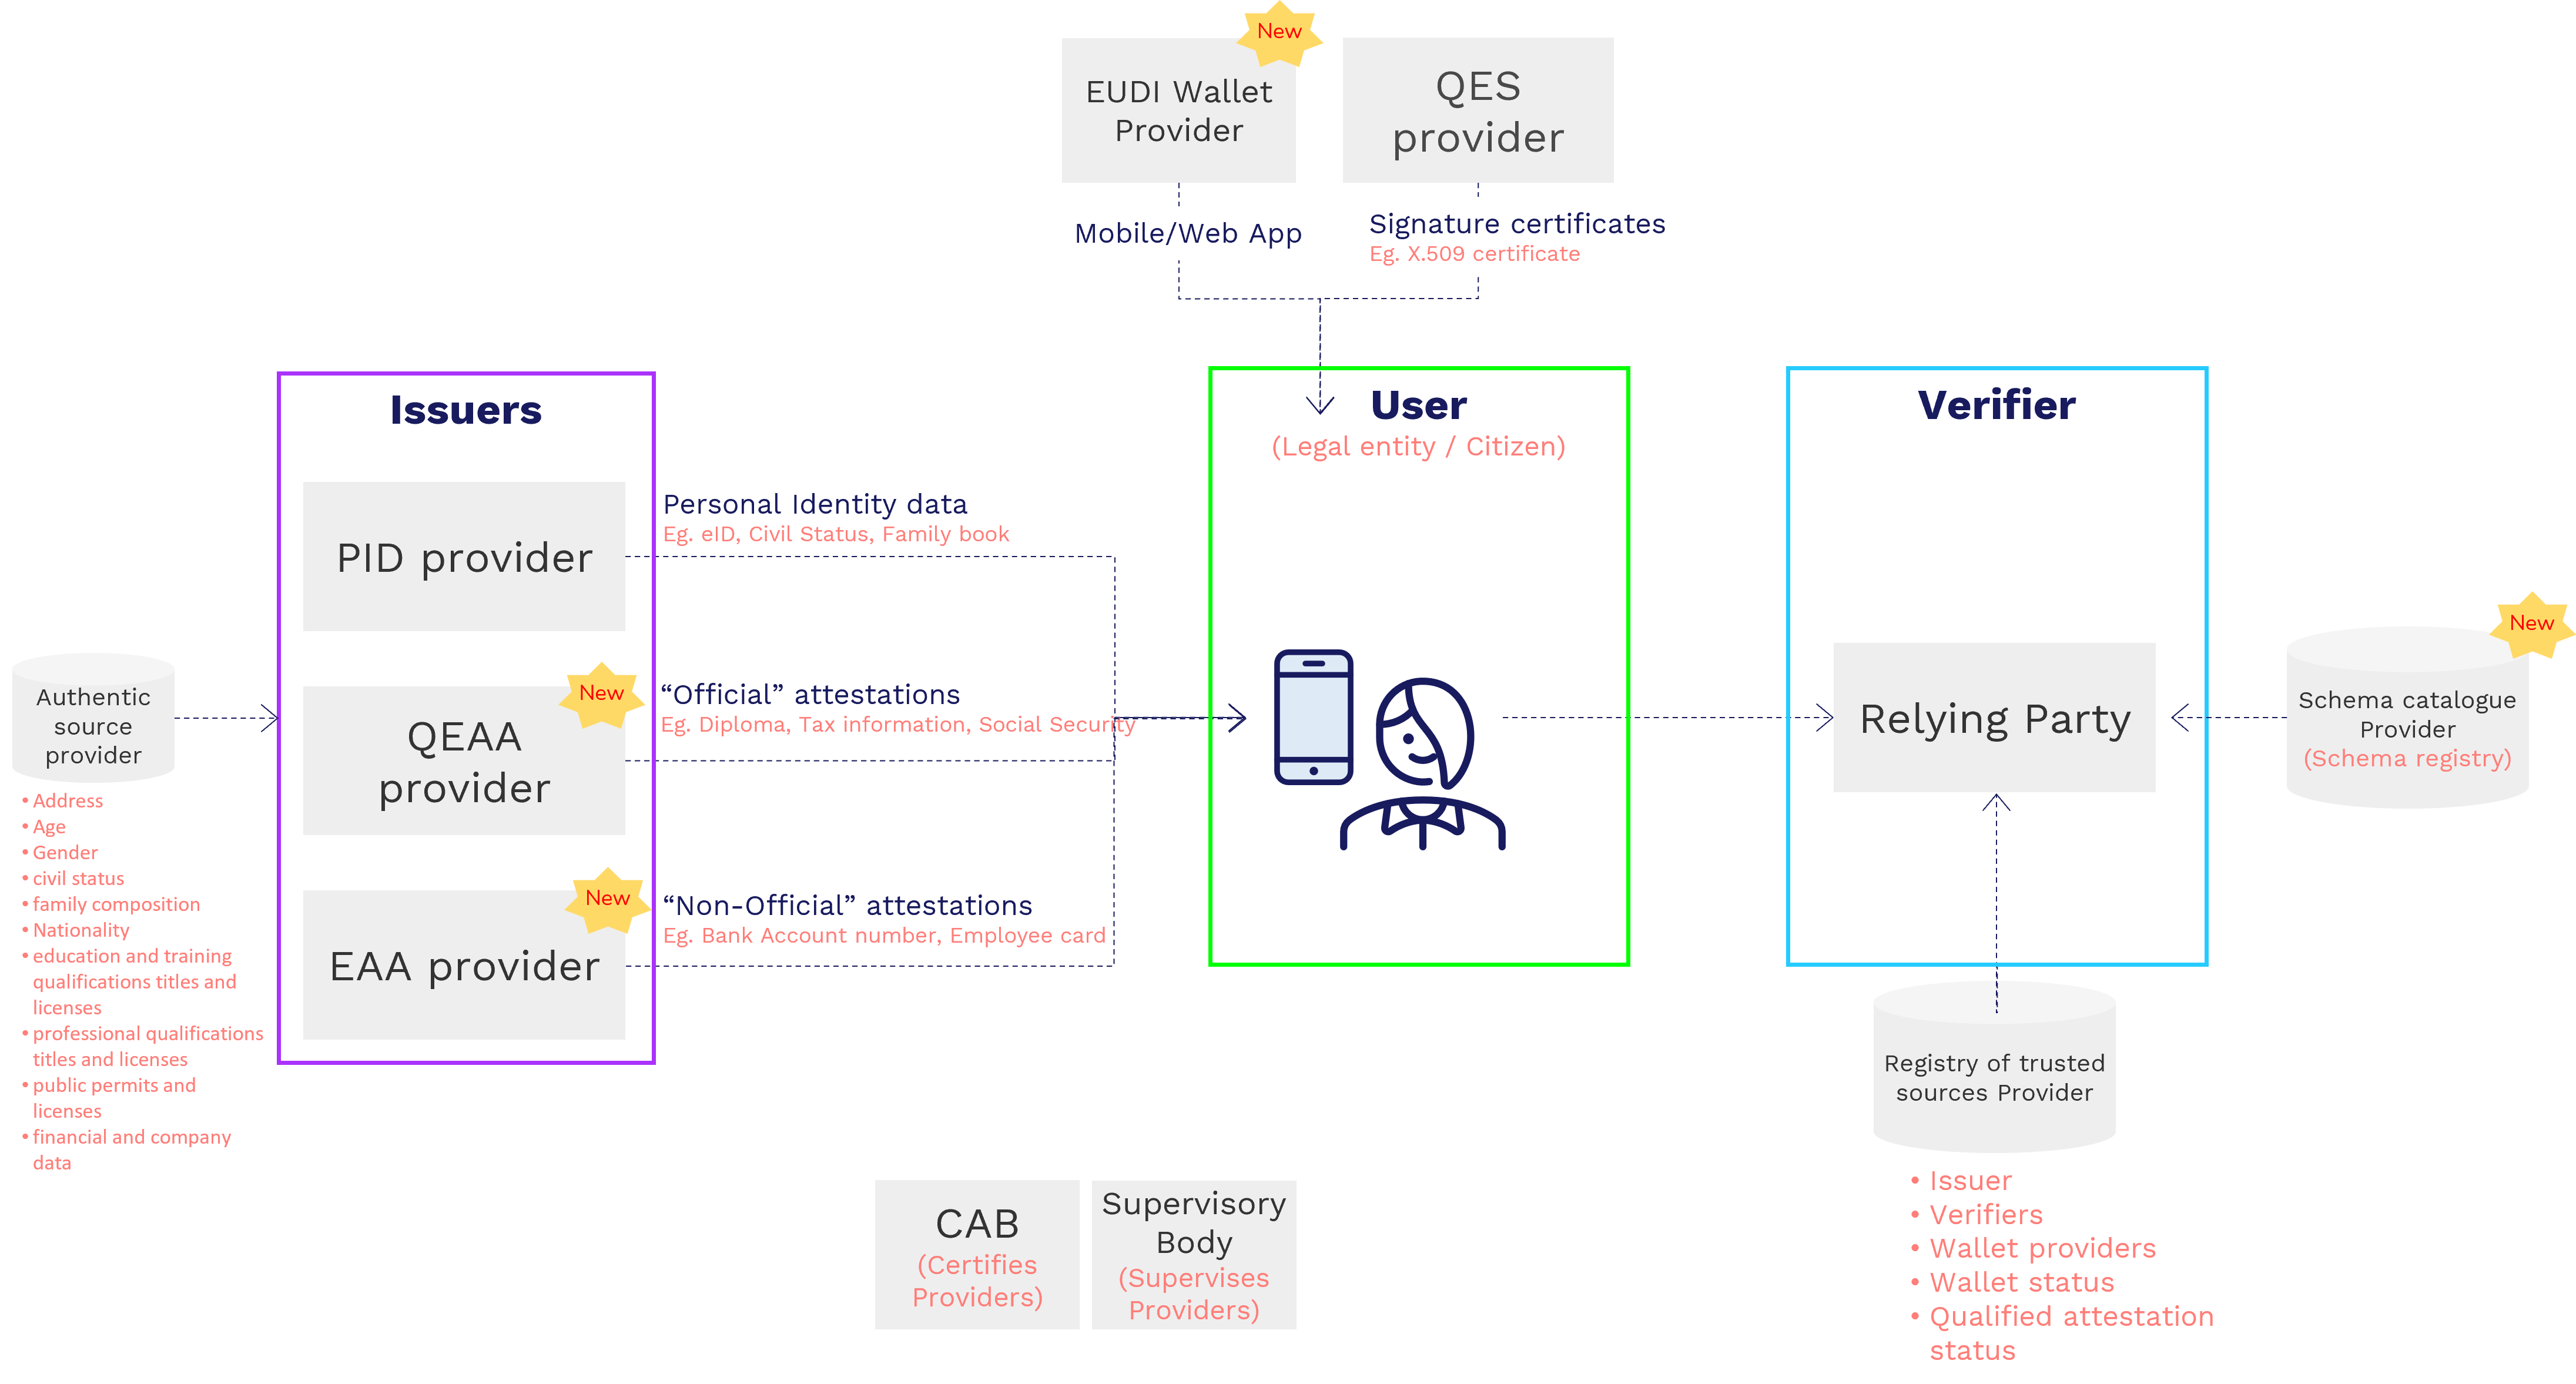 New
EUDI Wallet
Provider
QES
provider
Mobile/Web App
Signature certificates
Eg. X.509 certificate
Issuers
User
(Legal entity / Citizen)
Verifier
PID provider
Personal Identity data
Eg. eID, Civil Status, Family book
Authentic
source
provider
New
QEAA
provider
“Official” attestations
Eg. Diploma, Tax information, Social Security
Relying Party
New
Schema catalogue
Provider
(Schema registry)
• Address
• Age
• Gender
• civil status
• family composition
• Nationality
• education and training
qualifications titles and
licenses
• professional qualifications
titles and licenses
• public permits and
licenses
• financial and company
data
New
EAA provider
“Non-Official” attestations
Eg. Bank Account number, Employee card
Registry of trusted
sources Provider
• Issuer
• Verifiers
• Wallet providers
• Wallet status
• Qualified attestation
status
CAB
(Certifies
Providers)
Supervisory
Body
(Supervises
Providers)